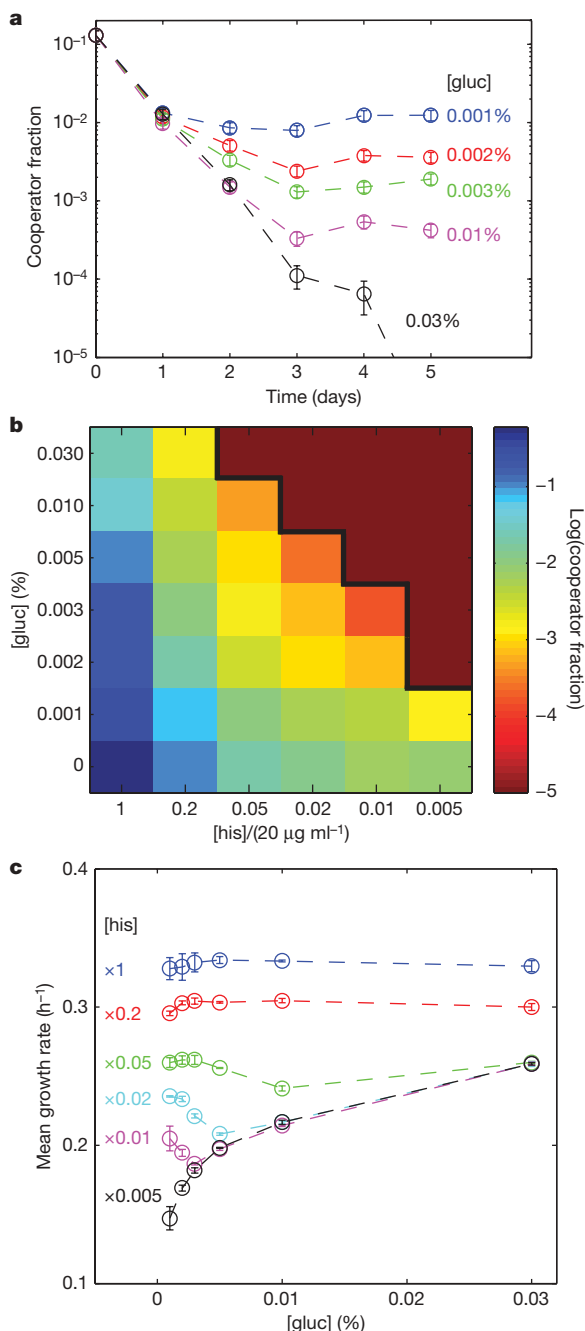 a
Cooperator fraction
10⁻¹
10⁻²
10⁻³
10⁻⁴
10⁻⁵
[gluc]
0.001%
0.002%
0.003%
0.01%
0.03%
0 1 2 3 4 5
Time (days)
b
[gluc] (%)
0.030
0.010
0.005
0.003
0.002
0.001
0
1 0.2 0.05 0.02 0.01 0.005
[his]/(20 μg ml⁻¹)
−1
−2
−3
−4
−5
Log(cooperator fraction)
c
Mean growth rate (h⁻¹)
0.4
0.3
0.2
0.1
[his]
×1
×0.2
×0.05
×0.02
×0.01
×0.005
0 0.01 0.02 0.03
[gluc] (%)